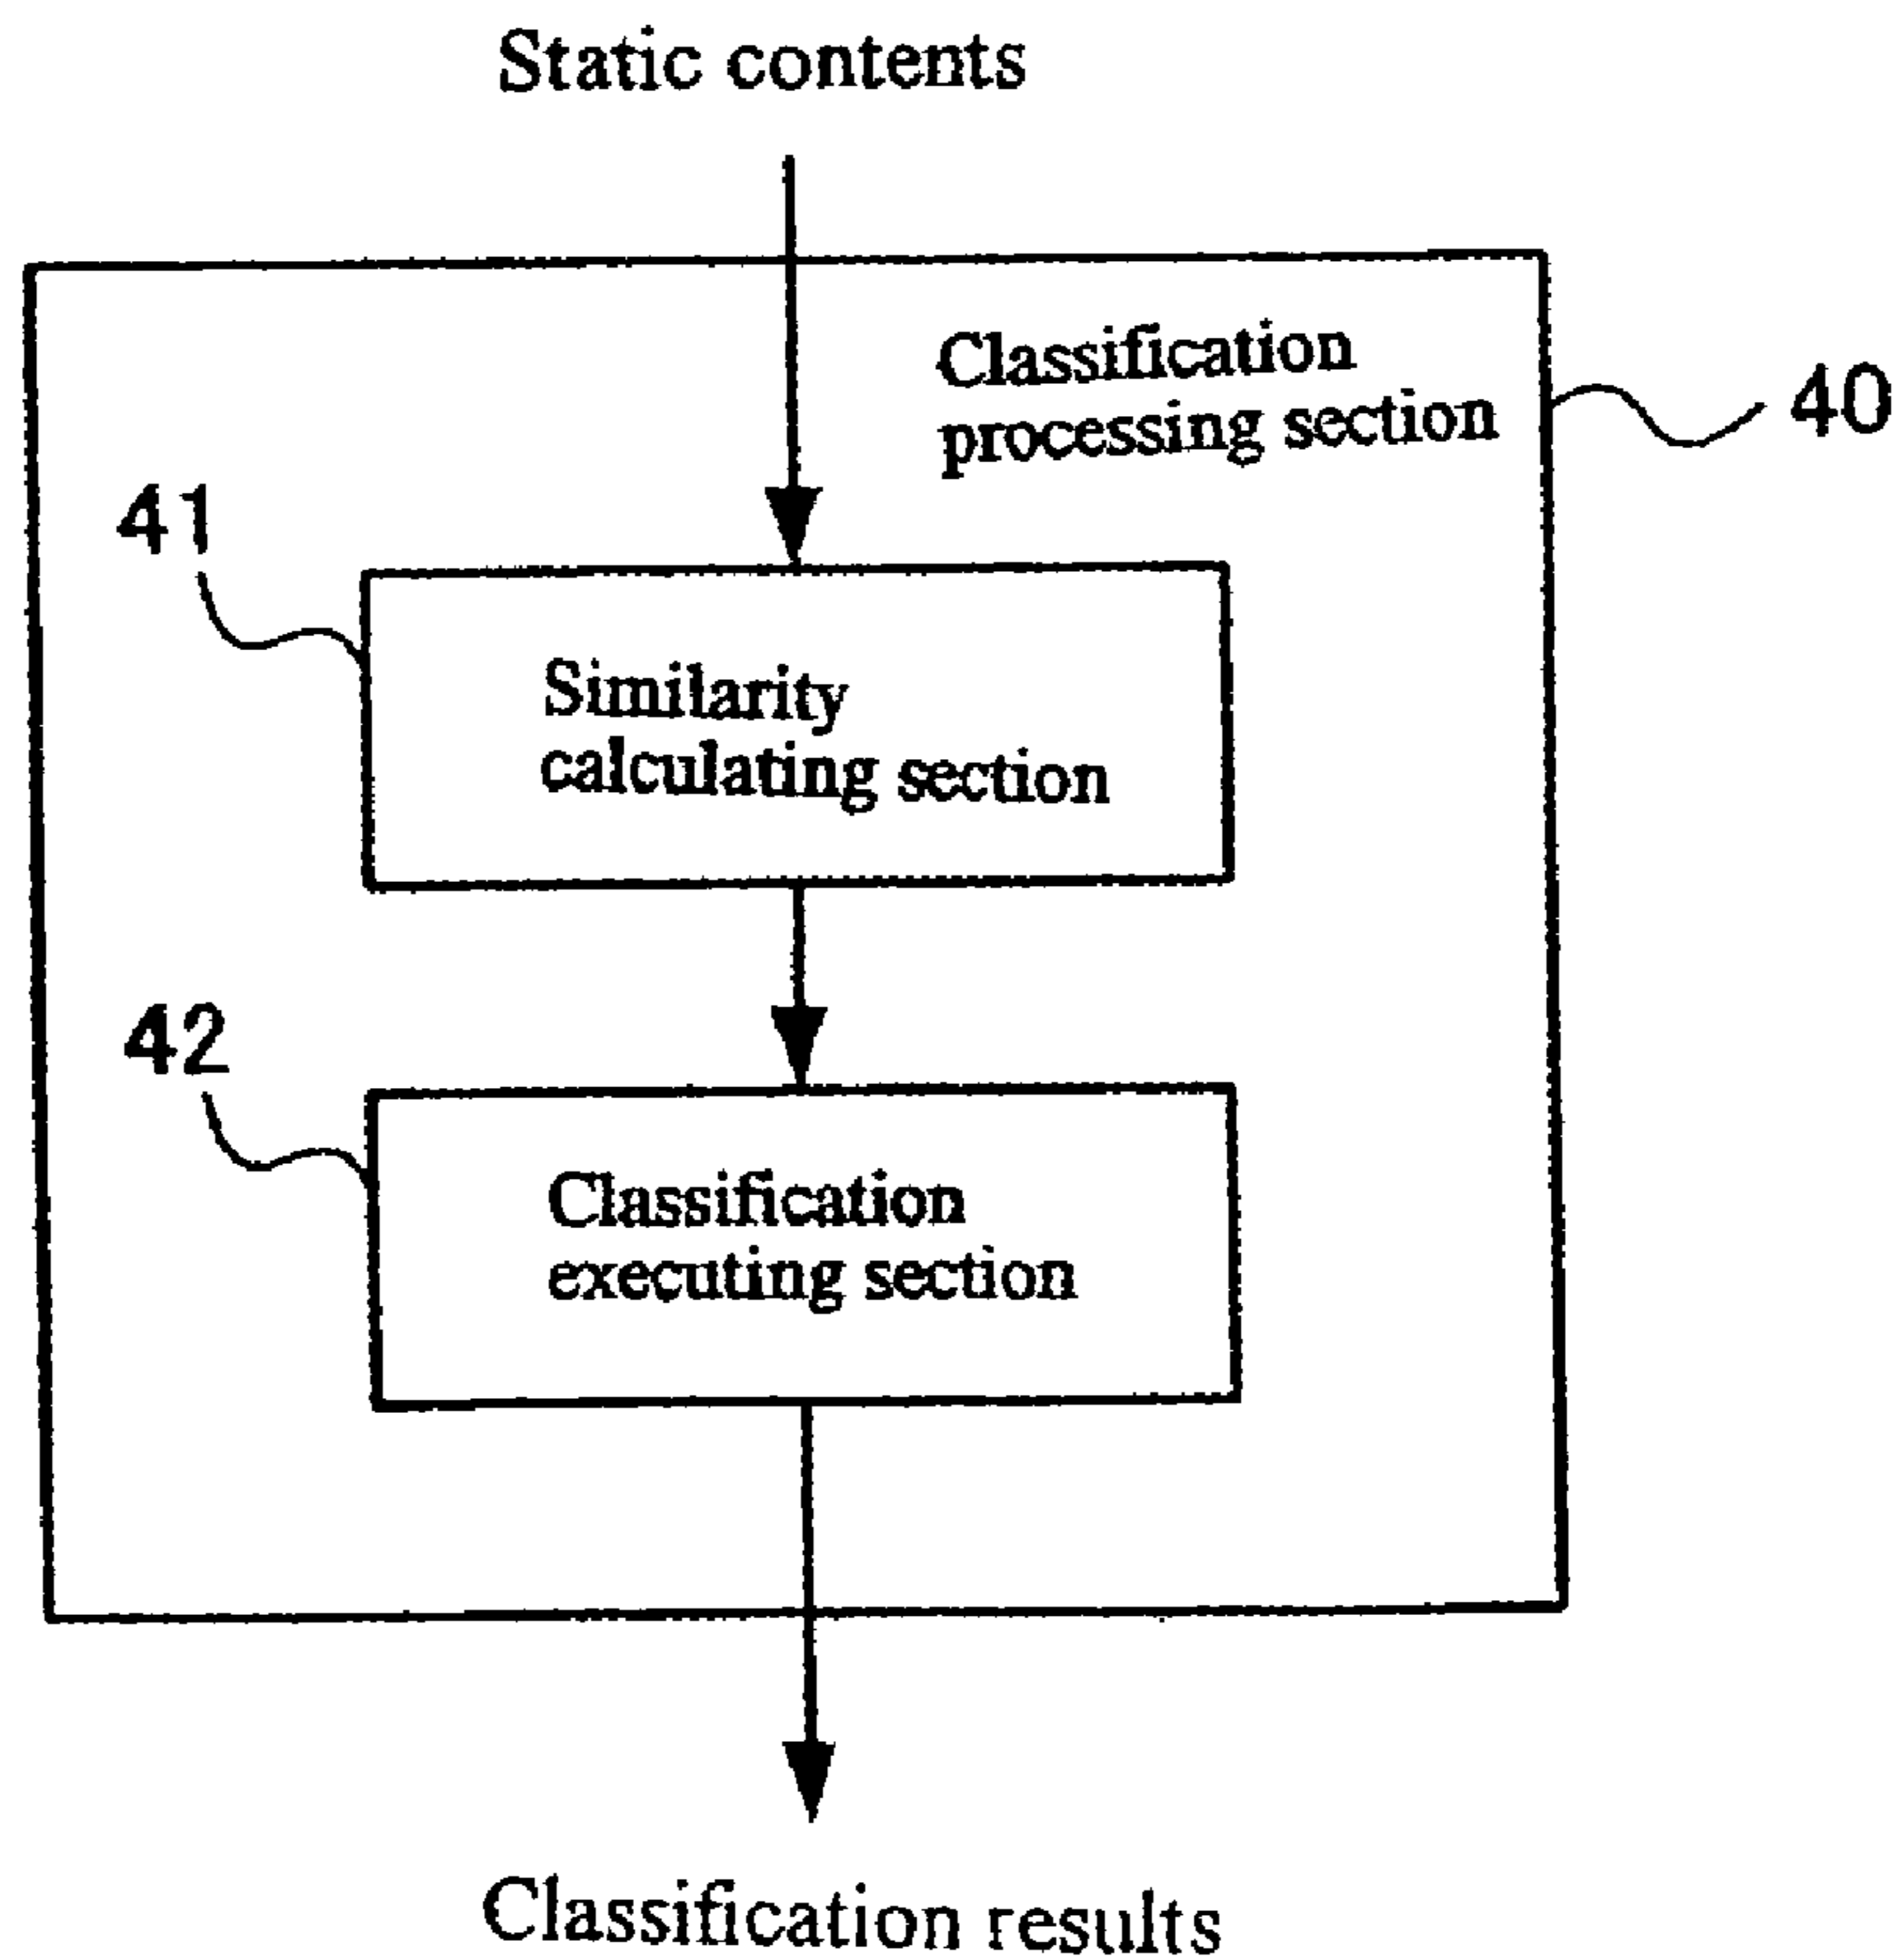 Static contents
Classification
processing section
40
41
Similarity
calculating section
42
Classification
executing section
Classification results